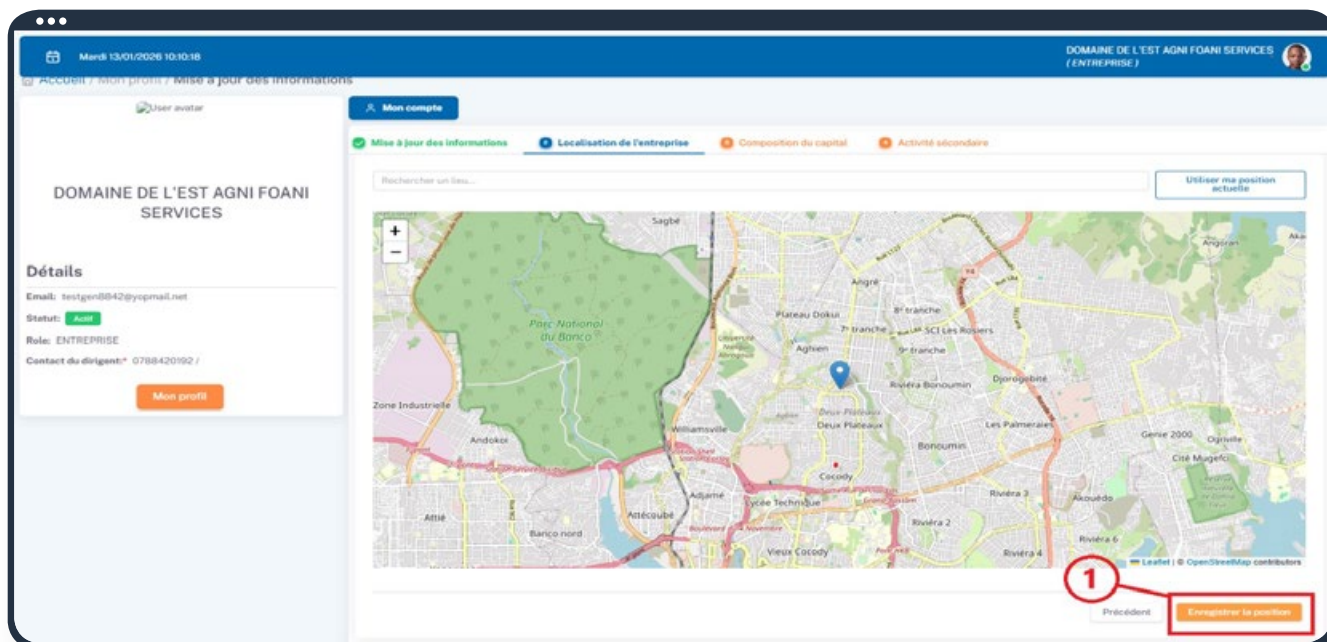 Mardi 13/01/2026 10:10:18
DOMAINE DE L'EST AGNI FOANI SERVICES
(ENTREPRISE)
Accueil / Mon profil / Mise à jour des informations
User avatar
DOMAINE DE L'EST AGNI FOANI
SERVICES
Détails
Email: testgen8842@yopmail.net
Statut: Actif
Role: ENTREPRISE
Contact du dirigent:* 0788420192 /
Mon profil
Mon compte
Mise à jour des informations
Localisation de l'entreprise
Composition du capital
Activité sécondaire
Rechercher un lieu...
Utiliser ma position
actuelle
+
−
Sagbé
Angré
Angoran
Plateau Dokui
8ᵉ tranche
7ᵉ tranche
SCI Les Rosiers
Parc National
du Banco
Aghien
9ᵉ tranche
Riviéra Bonoumin
Djorogobité
Zone Industrielle
Deux-Plateaux
Deux Plateaux
Williamsville
Les Palmeraies
Andokoi
Bonoumin
Genie 2000
Ogrivile
Cité Mugefci
Cocody
Adjamé
Lycée Technique
Riviéra 3
Akouédo
Attié
Attécoubé
Banco nord
Riviéra 2
Riviéra 6
Vieux Cocody
Riviéra 4
Leaflet | © OpenStreetMap contributors
1
Précédent
Enregistrer la position